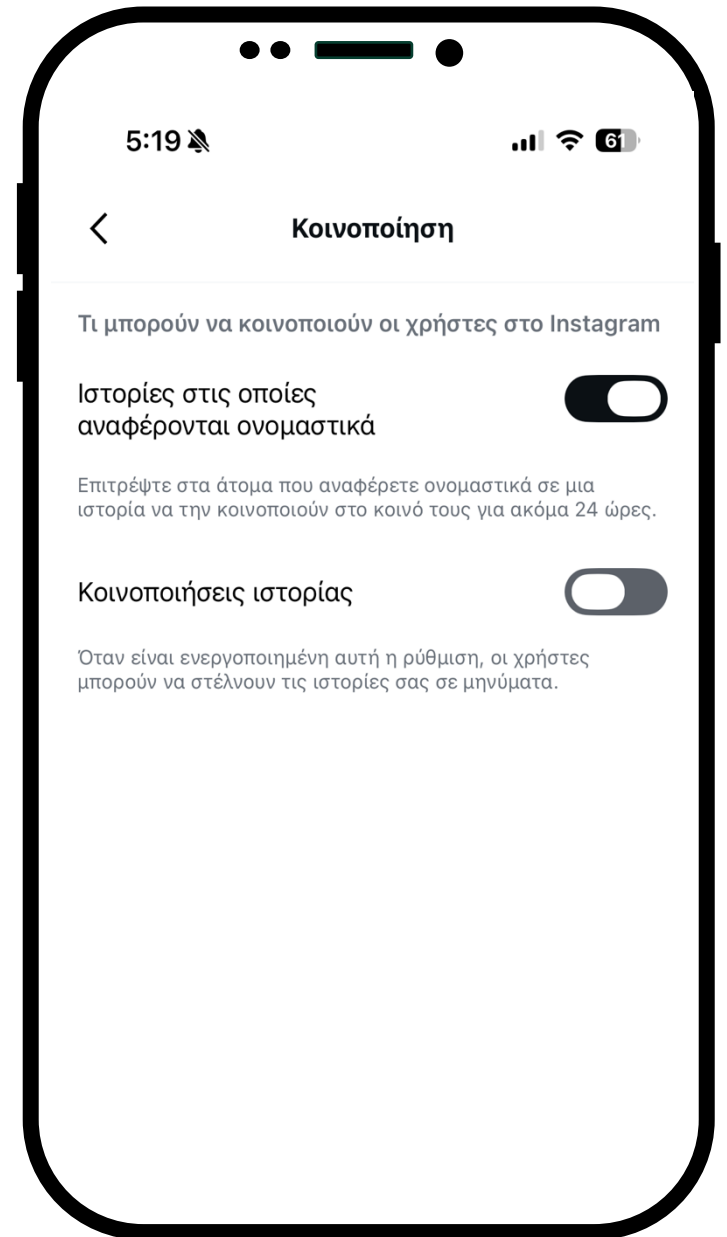 5:19
61
Κοινοποίηση
Τι μπορούν να κοινοποιούν οι χρήστες στο Instagram
Ιστορίες στις οποίες
αναφέρονται ονομαστικά
Επιτρέψτε στα άτομα που αναφέρετε ονομαστικά σε μια
ιστορία να την κοινοποιούν στο κοινό τους για ακόμα 24 ώρες.
Κοινοποιήσεις ιστορίας
Όταν είναι ενεργοποιημένη αυτή η ρύθμιση, οι χρήστες
μπορούν να στέλνουν τις ιστορίες σας σε μηνύματα.